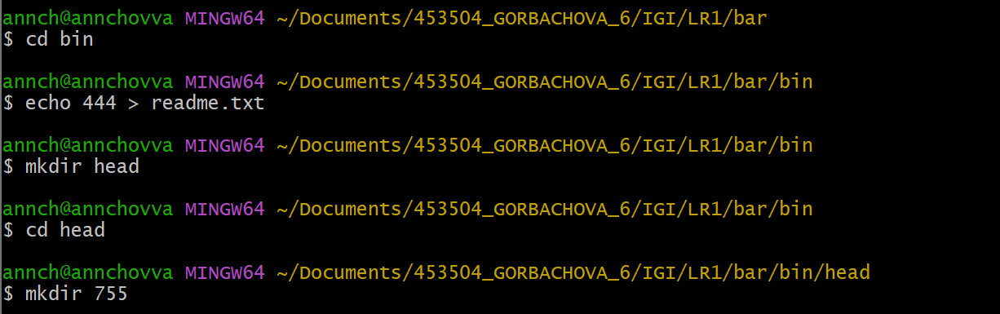 annch@annchovva MINGW64 ~/Documents/453504_GORBACHOVA_6/IGI/LR1/bar
$ cd bin
annch@annchovva MINGW64 ~/Documents/453504_GORBACHOVA_6/IGI/LR1/bar/bin
$ echo 444 > readme.txt
annch@annchovva MINGW64 ~/Documents/453504_GORBACHOVA_6/IGI/LR1/bar/bin
$ mkdir head
annch@annchovva MINGW64 ~/Documents/453504_GORBACHOVA_6/IGI/LR1/bar/bin
$ cd head
annch@annchovva MINGW64 ~/Documents/453504_GORBACHOVA_6/IGI/LR1/bar/bin/head
$ mkdir 755